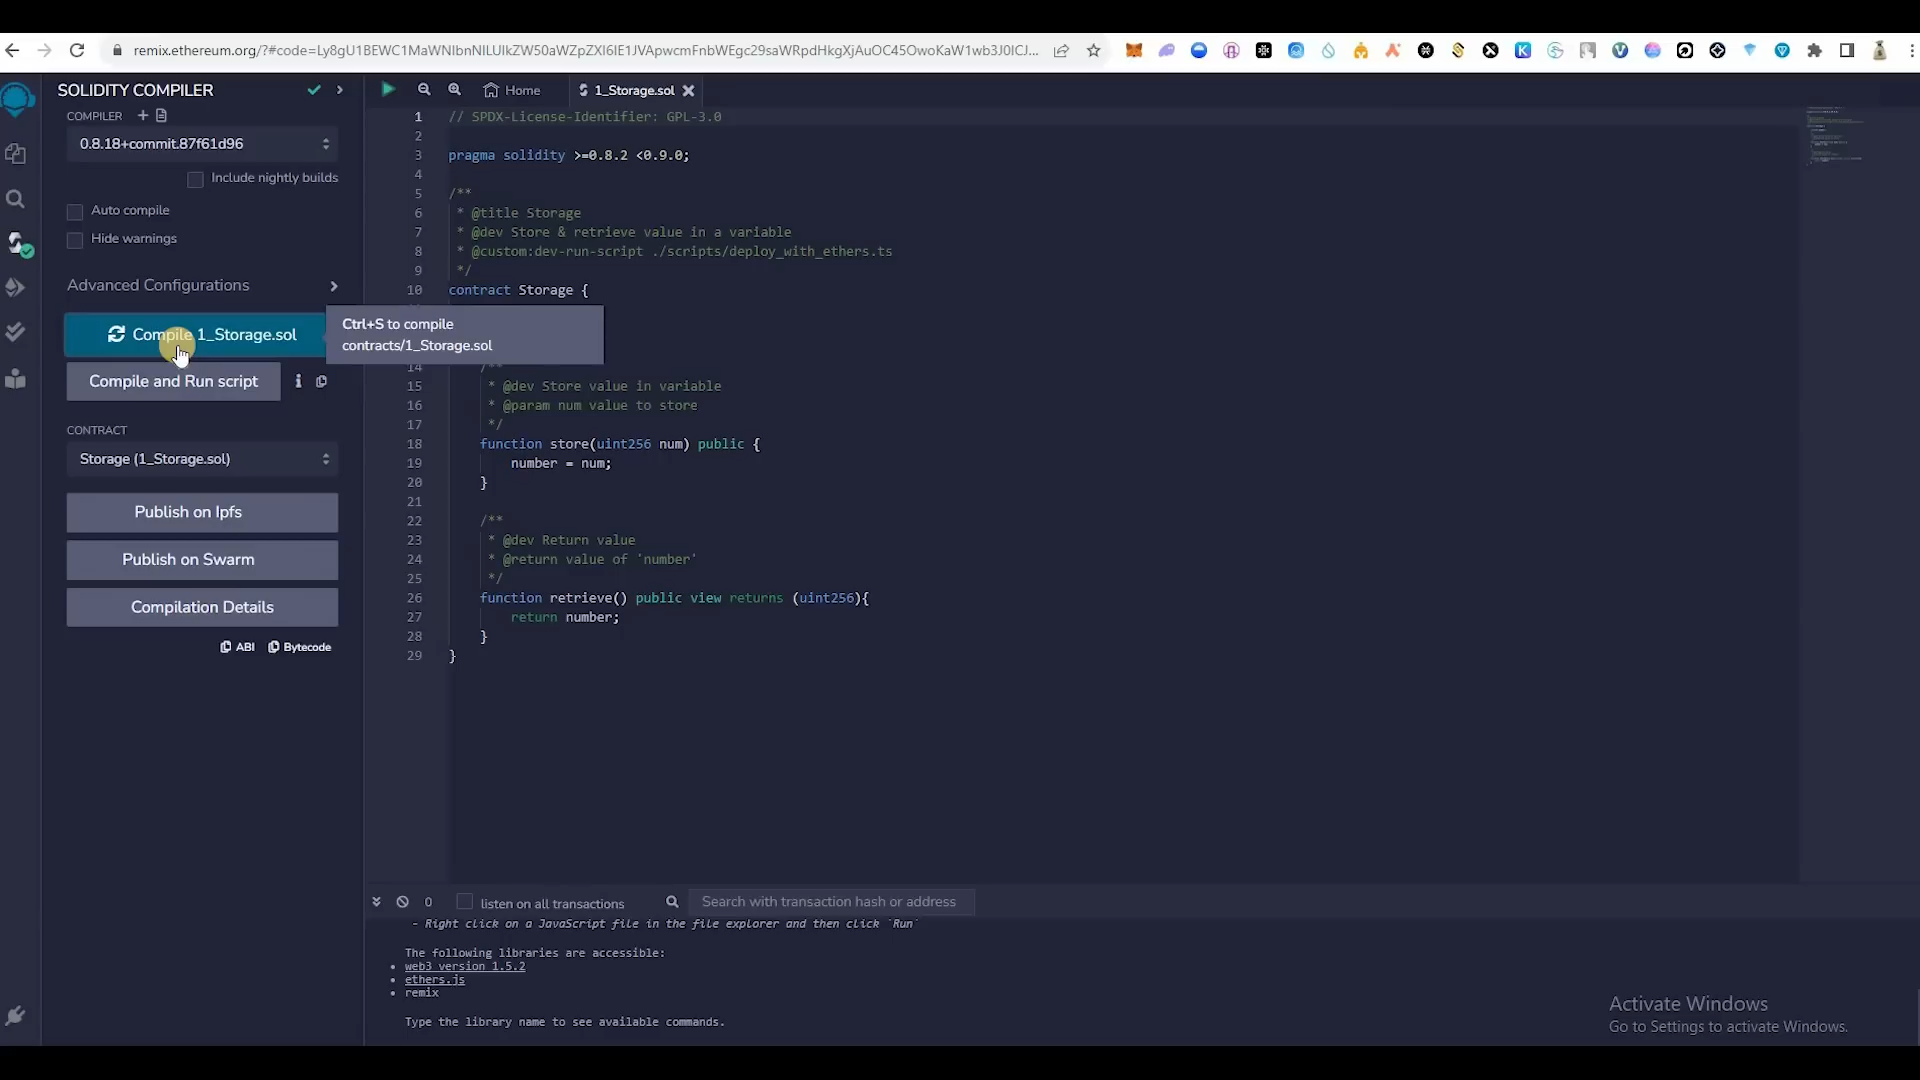 remix.ethereum.org/?#code=Ly8gU1BEWC1MaWNlbnNlLUlkZW50aWZpZXI6IE1JVApwcmFnbWEgc29saWRpdHkgXjAuOC45OwoKaW1wb3J0ICJ...
SOLIDITY COMPILER
Home
1_Storage.sol
COMPILER
0.8.18+commit.87f61d96
Include nightly builds
Auto compile
Hide warnings
Advanced Configurations
Compile 1_Storage.sol
Ctrl+S to compile
contracts/1_Storage.sol
Compile and Run script
CONTRACT
Storage (1_Storage.sol)
Publish on Ipfs
Publish on Swarm
Compilation Details
ABI
Bytecode
1 // SPDX-License-Identifier: GPL-3.0
2
3 pragma solidity >=0.8.2 <0.9.0;
4
5 /**
6 * @title Storage
7 * @dev Store & retrieve value in a variable
8 * @custom:dev-run-script ./scripts/deploy_with_ethers.ts
9 */
10 contract Storage {
14 /**
15 * @dev Store value in variable
16 * @param num value to store
17 */
18 function store(uint256 num) public {
19 number = num;
20 }
21
22 /**
23 * @dev Return value
24 * @return value of 'number'
25 */
26 function retrieve() public view returns (uint256){
27 return number;
28 }
29 }
0
listen on all transactions
Search with transaction hash or address
- Right click on a JavaScript file in the file explorer and then click `Run`
The following libraries are accessible:
• web3 version 1.5.2
• ethers.js
• remix
Type the library name to see available commands.
Activate Windows
Go to Settings to activate Windows.